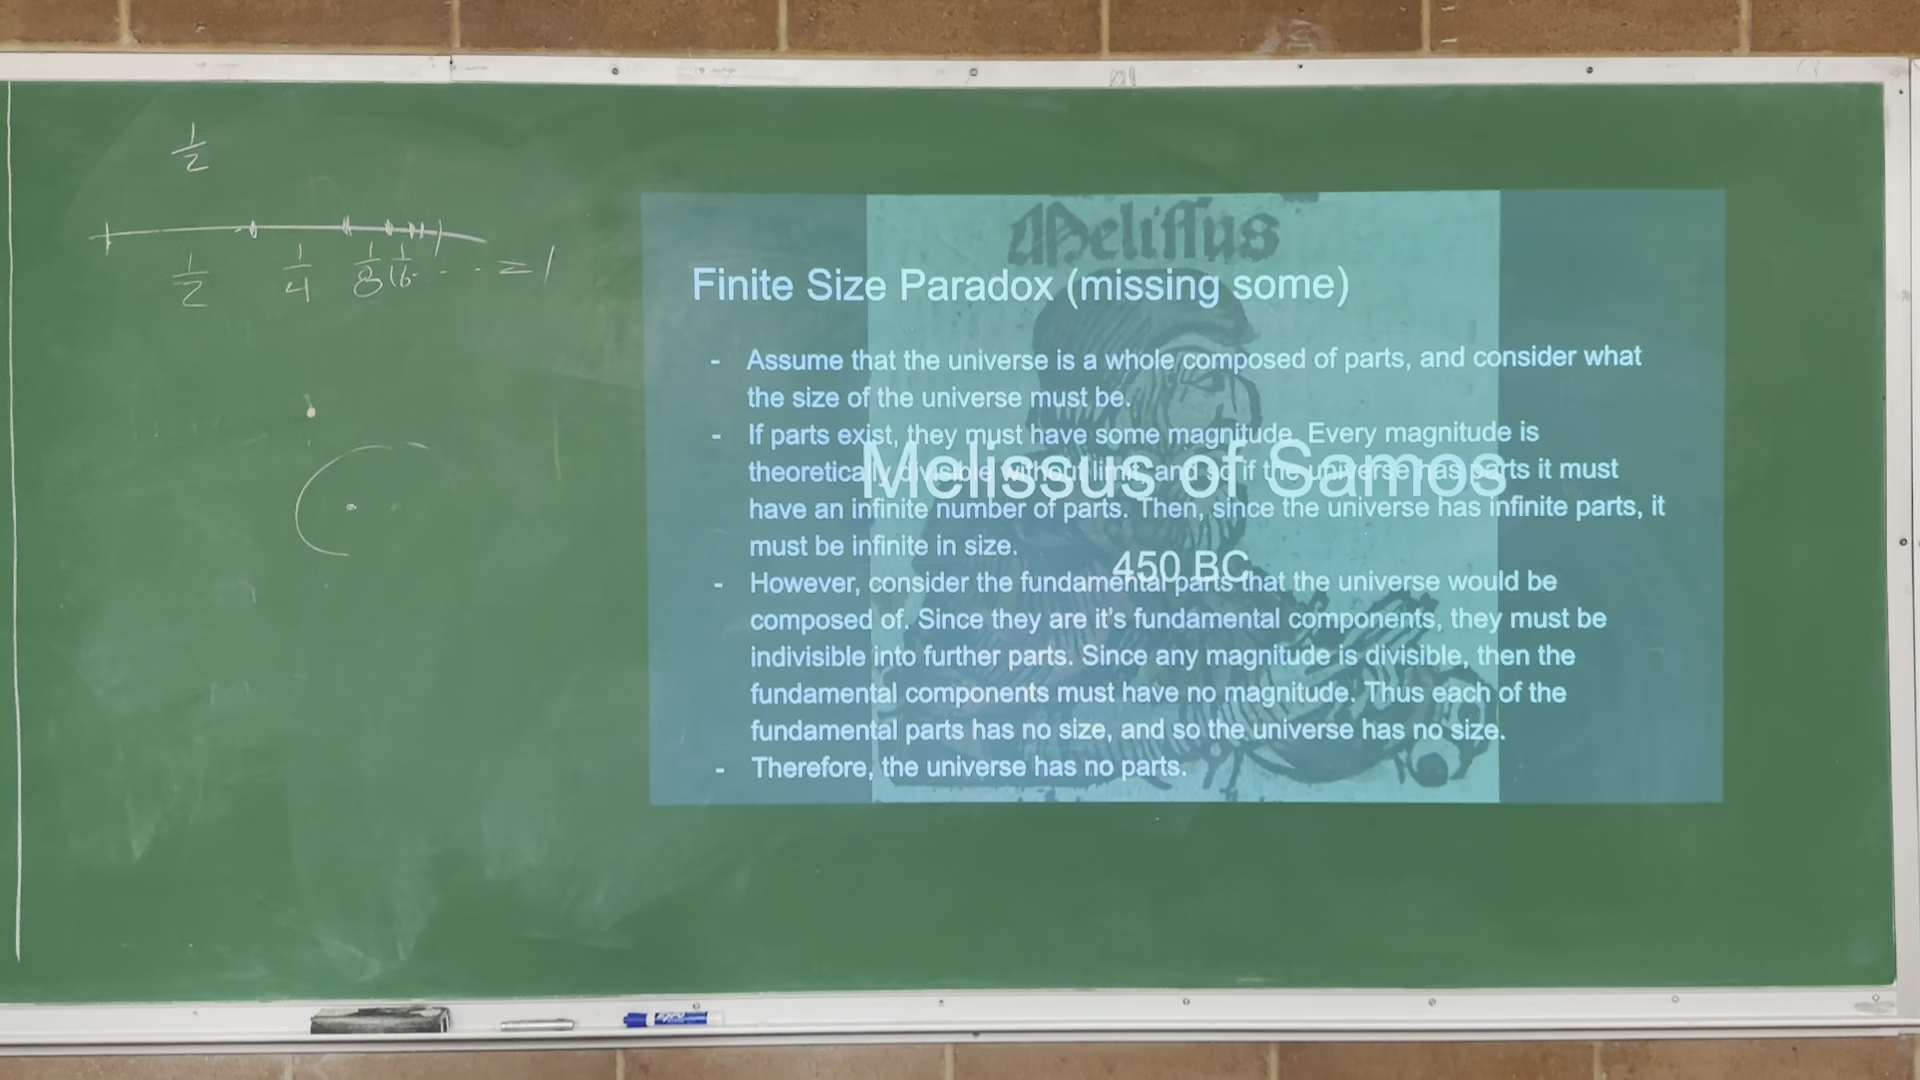 1/2
1/2 1/4 1/8 1/16 . . . = 1
Melissus
Finite Size Paradox (missing some)
- Assume that the universe is a whole composed of parts, and consider what
the size of the universe must be.
- If parts exist, they must have some magnitude. Every magnitude is
theoretically divisible without limit, and so if the universe has parts it must
have an infinite number of parts. Then, since the universe has infinite parts, it
must be infinite in size.
Melissus of Samos
450 BC
- However, consider the fundamental parts that the universe would be
composed of. Since they are it's fundamental components, they must be
indivisible into further parts. Since any magnitude is divisible, then the
fundamental components must have no magnitude. Thus each of the
fundamental parts has no size, and so the universe has no size.
- Therefore, the universe has no parts.
EXPO